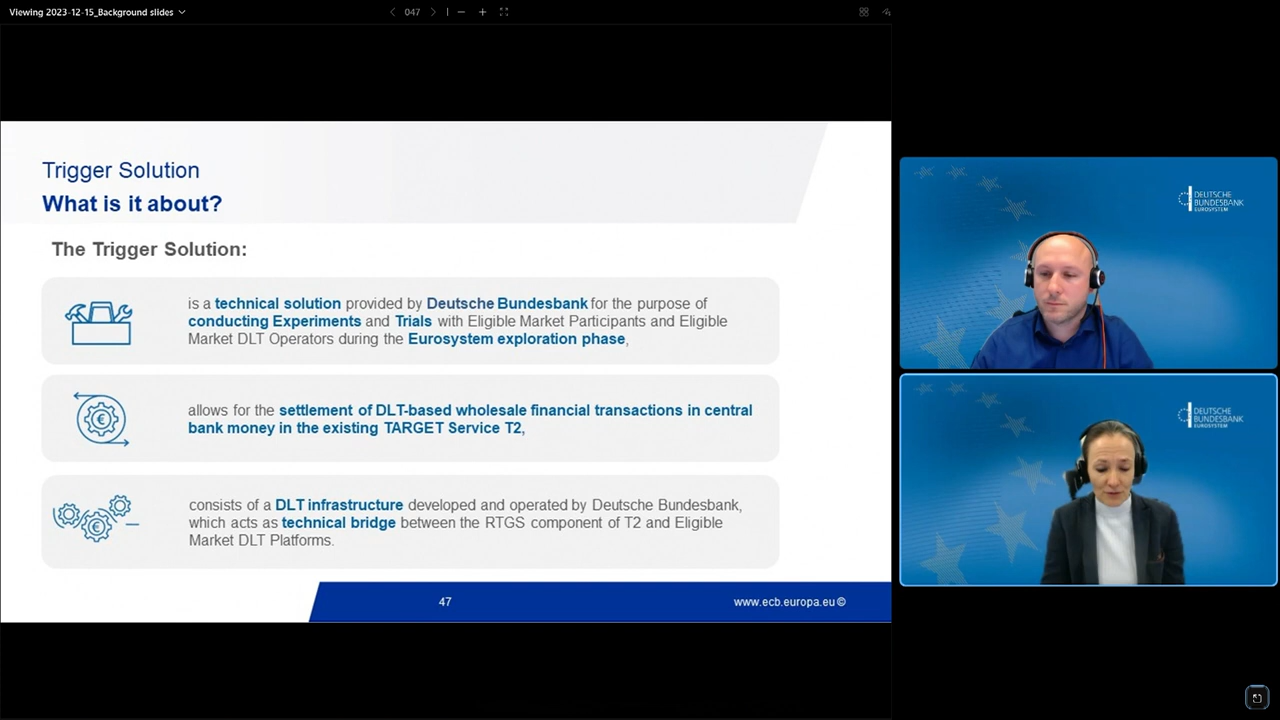 Viewing 2023-12-15_Background slides
047
Trigger Solution
What is it about?
The Trigger Solution:
is a technical solution provided by Deutsche Bundesbank for the purpose of
conducting Experiments and Trials with Eligible Market Participants and Eligible
Market DLT Operators during the Eurosystem exploration phase,
allows for the settlement of DLT-based wholesale financial transactions in central
bank money in the existing TARGET Service T2,
consists of a DLT infrastructure developed and operated by Deutsche Bundesbank,
which acts as technical bridge between the RTGS component of T2 and Eligible
Market DLT Platforms.
47
www.ecb.europa.eu ©
DEUTSCHE
BUNDESBANK
EUROSYSTEM
DEUTSCHE
BUNDESBANK
EUROSYSTEM